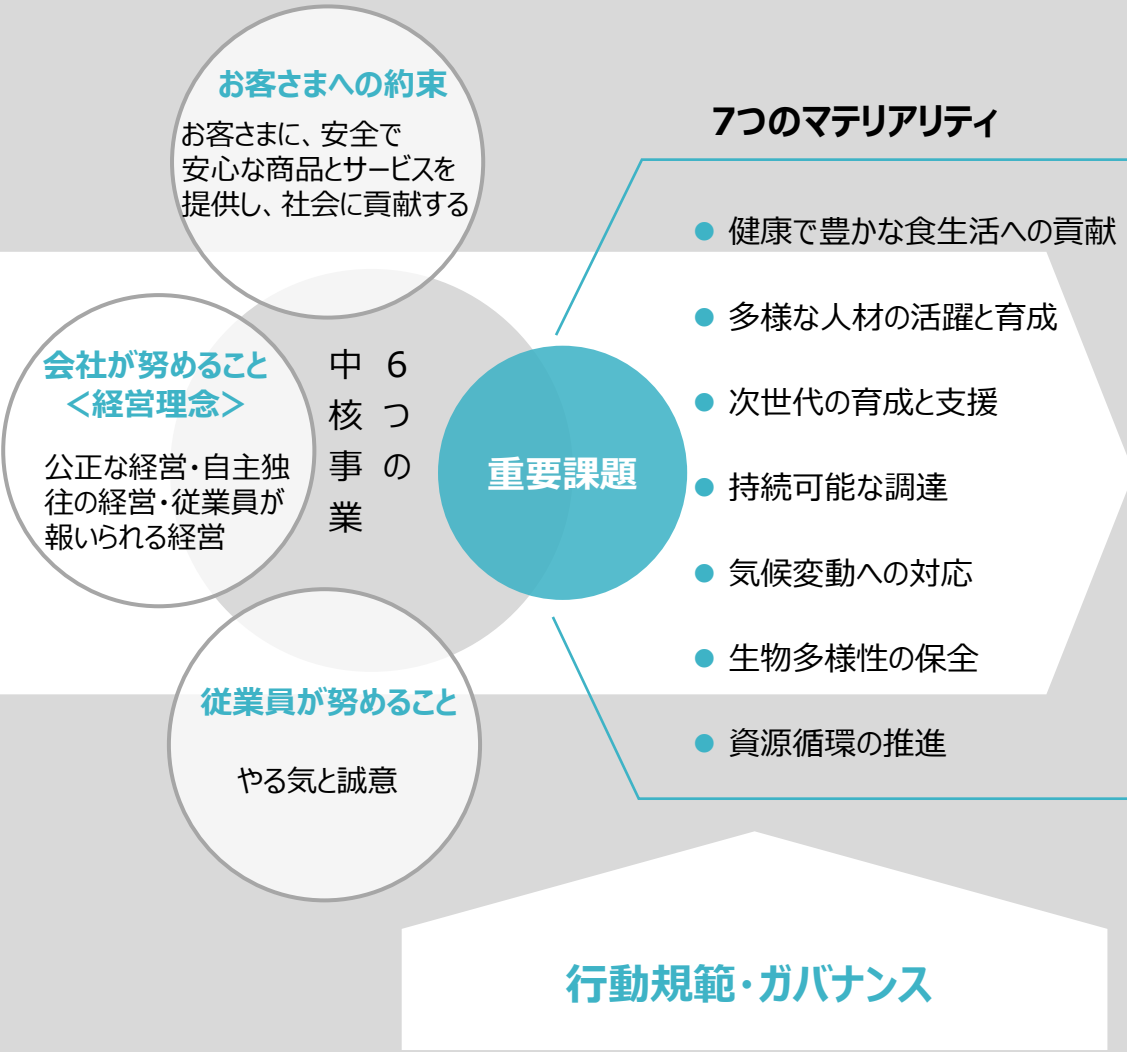 お客さまへの約束
お客さまに、安全で
安心な商品とサービスを
提供し、社会に貢献する
会社が努めること
＜経営理念＞
公正な経営・自主独
往の経営・従業員が
報いられる経営
6つの
中核事業
従業員が努めること
やる気と誠意
重要課題
7つのマテリアリティ
● 健康で豊かな食生活への貢献
● 多様な人材の活躍と育成
● 次世代の育成と支援
● 持続可能な調達
● 気候変動への対応
● 生物多様性の保全
● 資源循環の推進
行動規範・ガバナンス